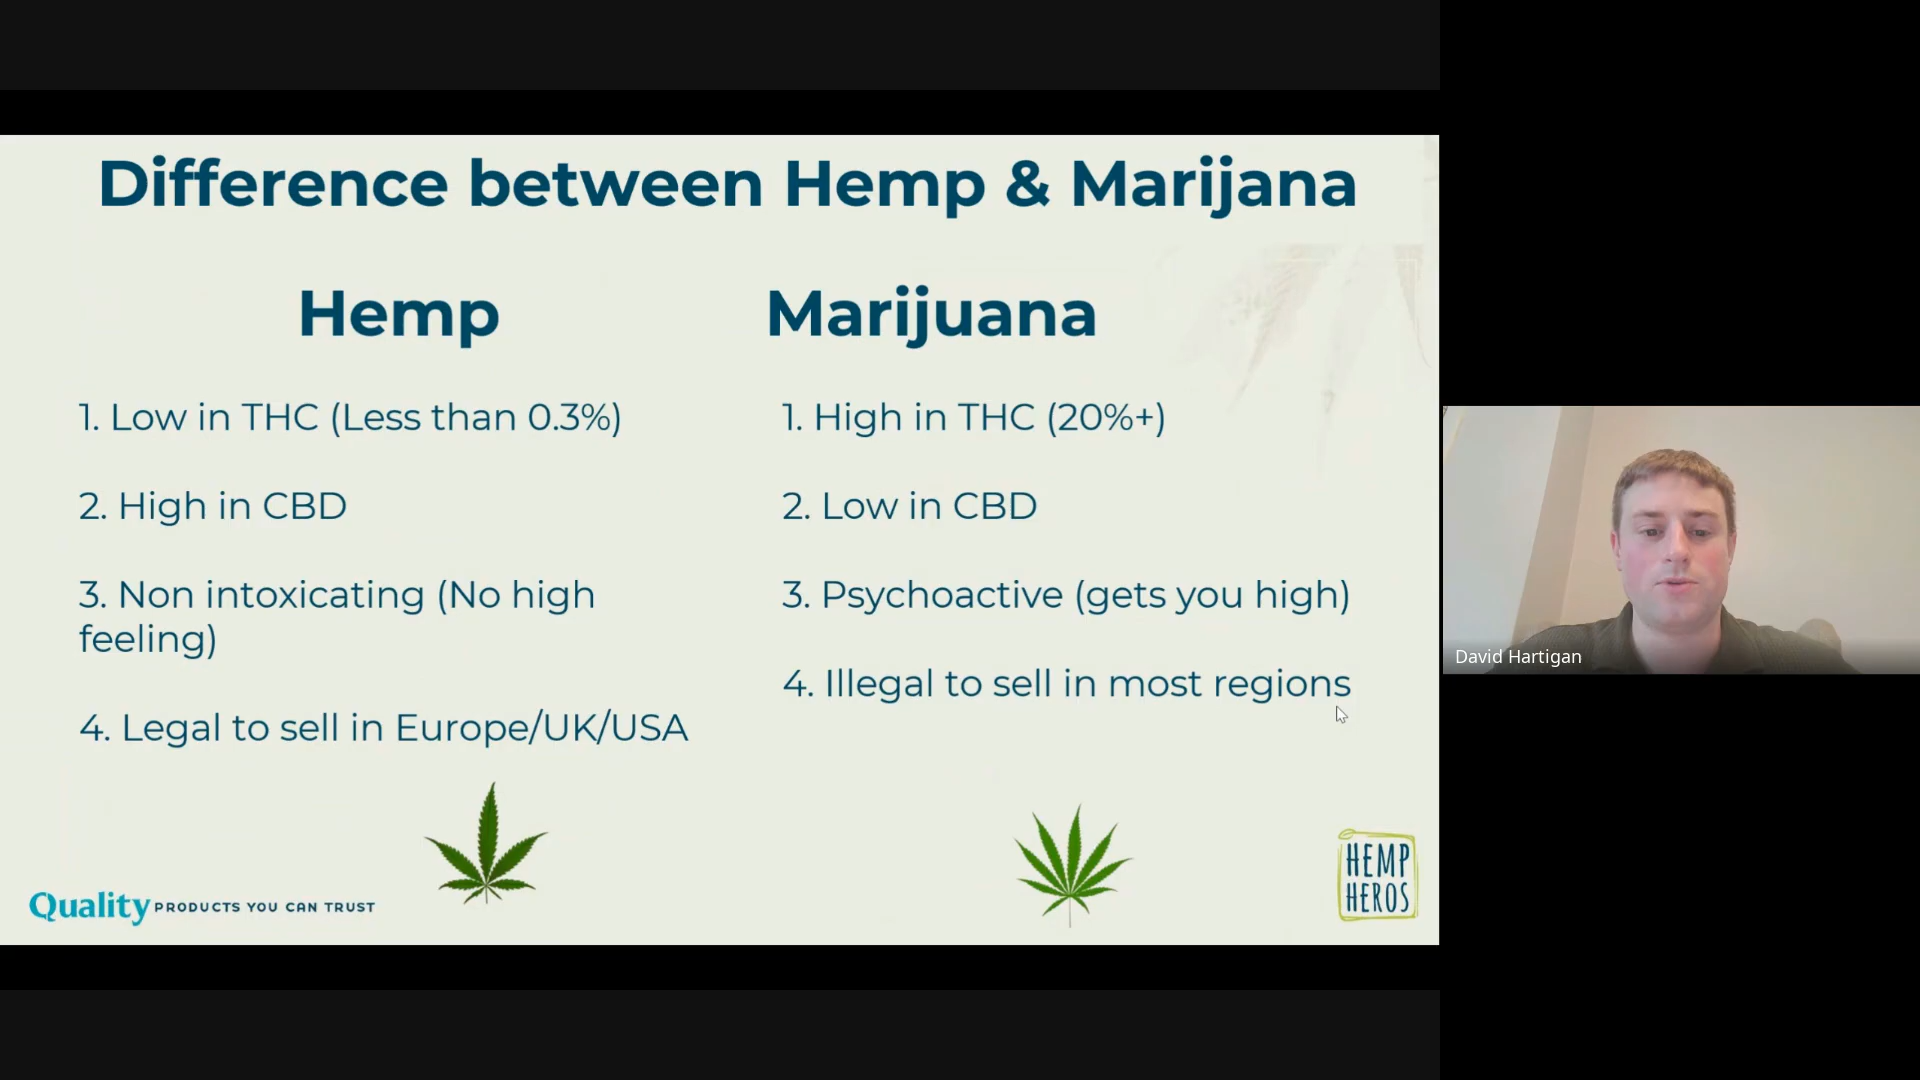 Difference between Hemp & Marijana
Hemp
1. Low in THC (Less than 0.3%)
2. High in CBD
3. Non intoxicating (No high
feeling)
4. Legal to sell in Europe/UK/USA
Marijuana
1. High in THC (20%+)
2. Low in CBD
3. Psychoactive (gets you high)
4. Illegal to sell in most regions
Quality PRODUCTS YOU CAN TRUST
HEMP
HEROS
David Hartigan